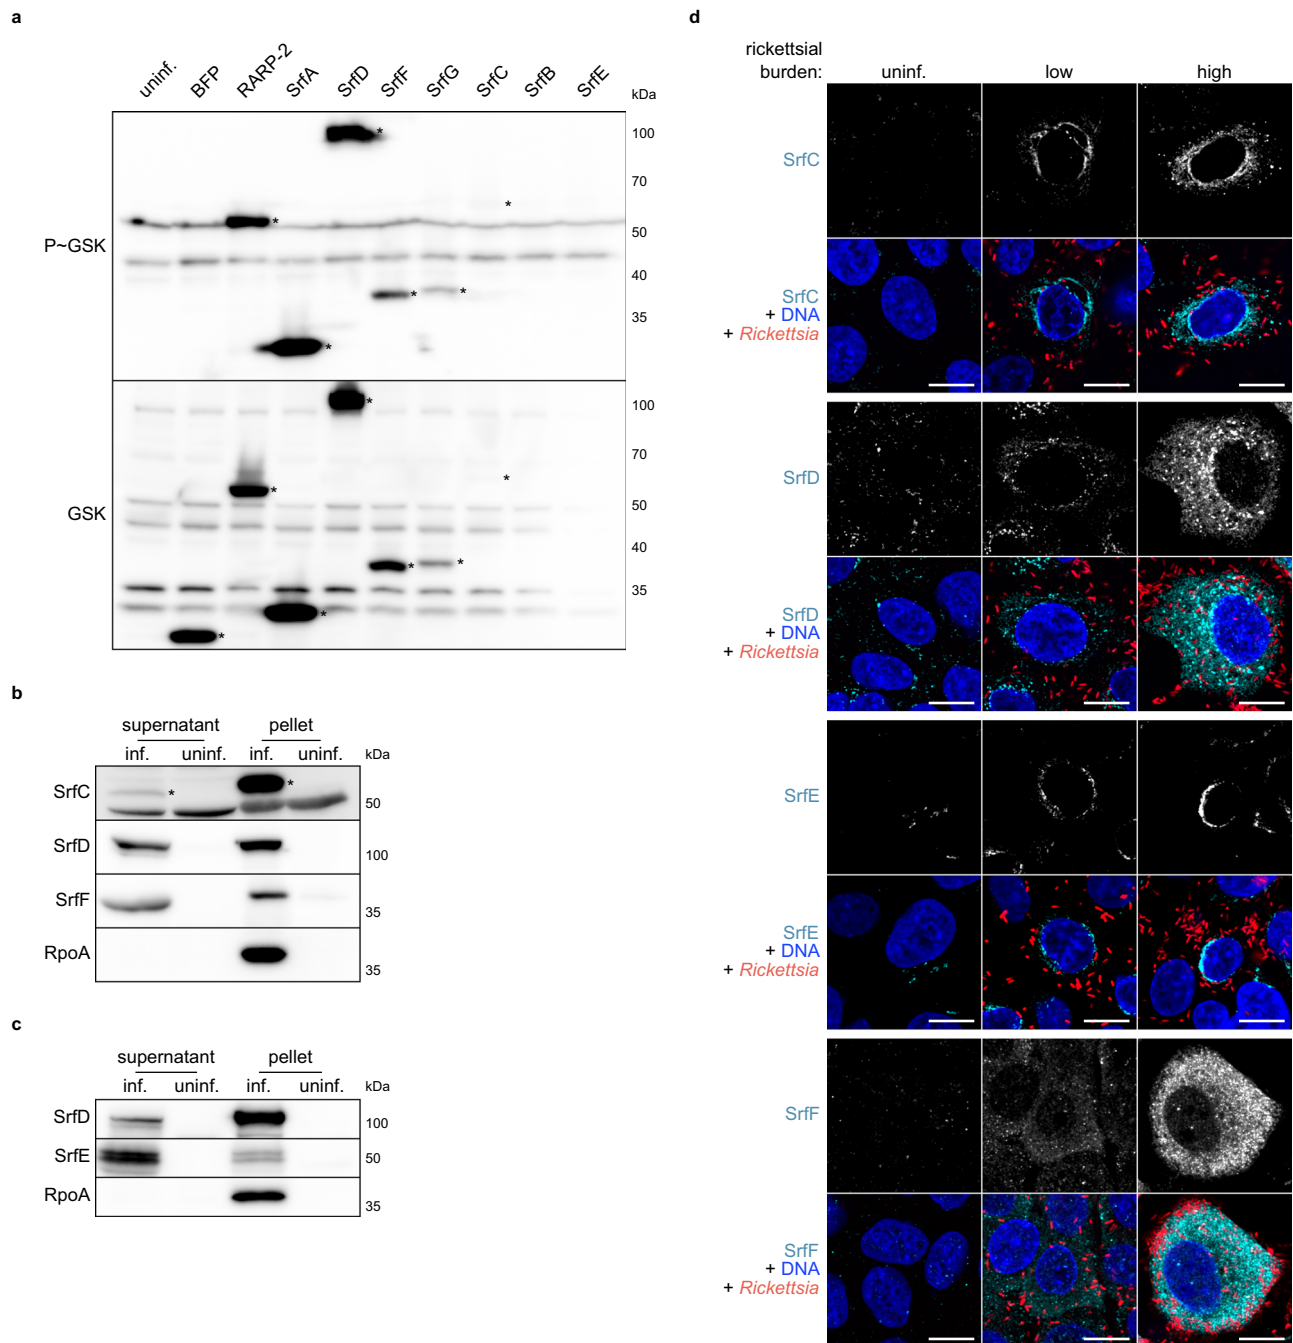 a
uninf. BFP RARP-2 SrfA SrfD SrfF SrfG SrfC SrfB SrfE
kDa
P~GSK
* * * * * * *
100
70
50
40
35
GSK
* * * * * * *
100
70
50
40
35
b
supernatant pellet
inf. uninf. inf. uninf. kDa
SrfC * * 50
SrfD 100
SrfF 35
RpoA 35
c
supernatant pellet
inf. uninf. inf. uninf. kDa
SrfD 100
SrfE 50
RpoA 35
d
rickettsial
burden: uninf. low high
SrfC
SrfC
+ DNA
+ Rickettsia
SrfD
SrfD
+ DNA
+ Rickettsia
SrfE
SrfE
+ DNA
+ Rickettsia
SrfF
SrfF
+ DNA
+ Rickettsia